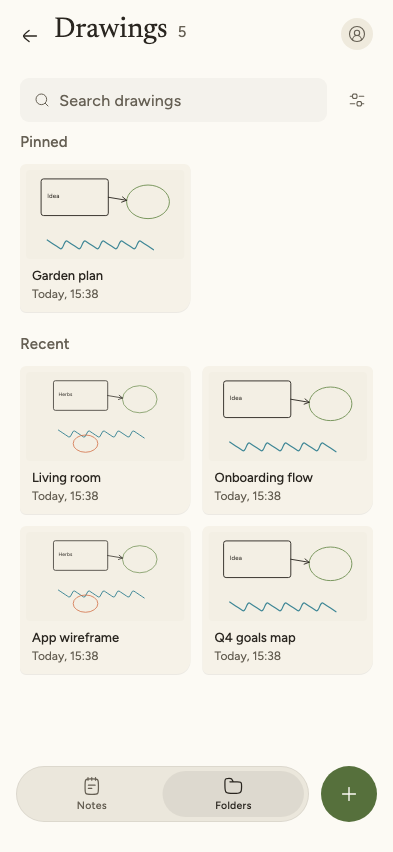 Drawings 5
Search drawings
Pinned
Idea
Garden plan
Today, 15:38
Recent
Herbs
Living room
Today, 15:38
Idea
Onboarding flow
Today, 15:38
Herbs
App wireframe
Today, 15:38
Idea
Q4 goals map
Today, 15:38
Notes
Folders